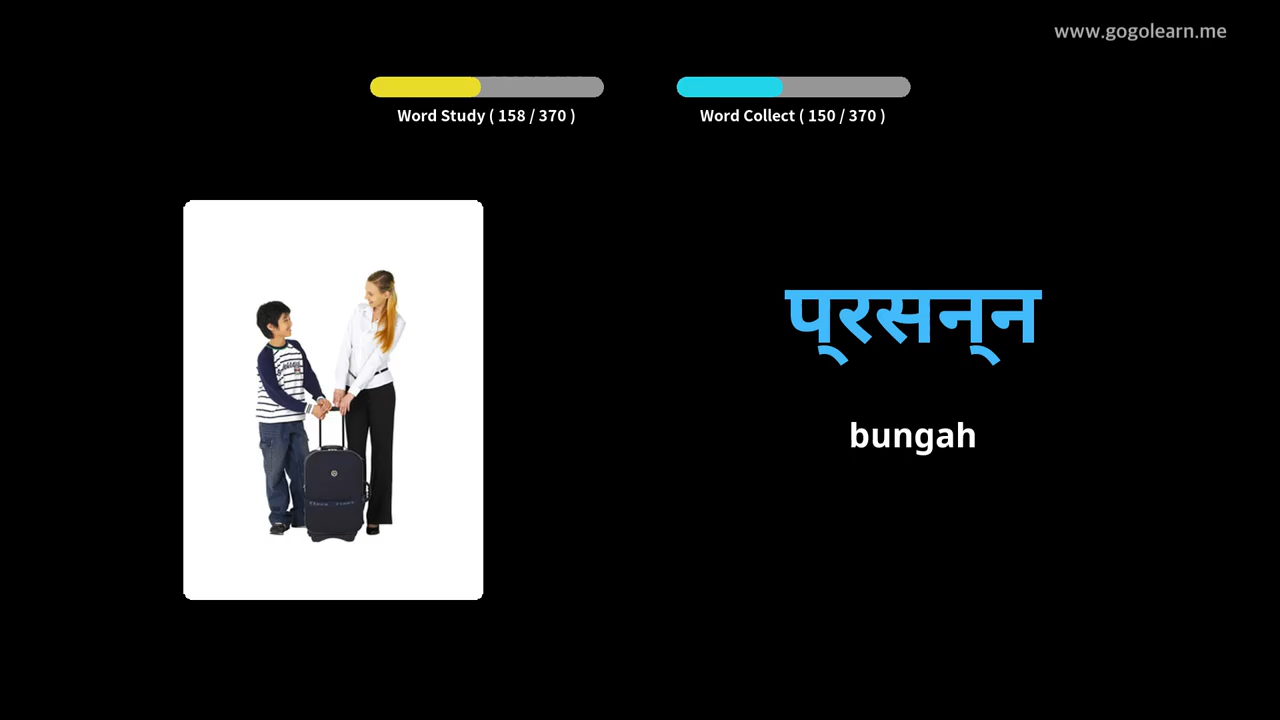 www.gogolearn.me
Word Study ( 158 / 370 )
Word Collect ( 150 / 370 )
प्‌रसन्‌न
bungah